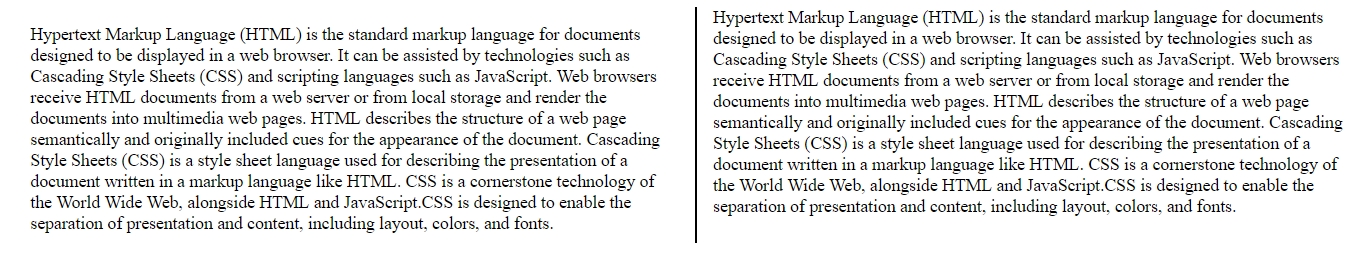 Hypertext Markup Language (HTML) is the standard markup language for documents
designed to be displayed in a web browser. It can be assisted by technologies such as
Cascading Style Sheets (CSS) and scripting languages such as JavaScript. Web browsers
receive HTML documents from a web server or from local storage and render the
documents into multimedia web pages. HTML describes the structure of a web page
semantically and originally included cues for the appearance of the document. Cascading
Style Sheets (CSS) is a style sheet language used for describing the presentation of a
document written in a markup language like HTML. CSS is a cornerstone technology of
the World Wide Web, alongside HTML and JavaScript.CSS is designed to enable the
separation of presentation and content, including layout, colors, and fonts.
Hypertext Markup Language (HTML) is the standard markup language for documents
designed to be displayed in a web browser. It can be assisted by technologies such as
Cascading Style Sheets (CSS) and scripting languages such as JavaScript. Web browsers
receive HTML documents from a web server or from local storage and render the
documents into multimedia web pages. HTML describes the structure of a web page
semantically and originally included cues for the appearance of the document. Cascading
Style Sheets (CSS) is a style sheet language used for describing the presentation of a
document written in a markup language like HTML. CSS is a cornerstone technology of
the World Wide Web, alongside HTML and JavaScript.CSS is designed to enable the
separation of presentation and content, including layout, colors, and fonts.